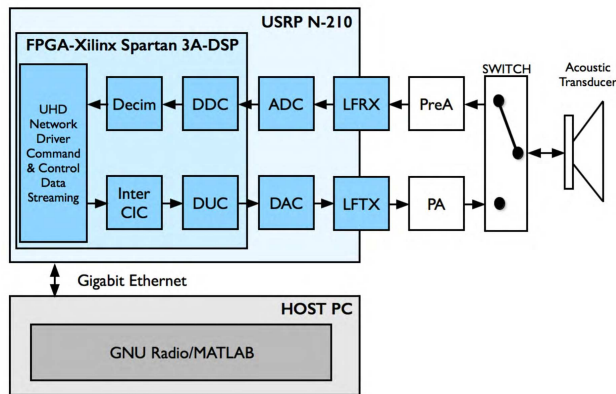 USRP N-210
FPGA-Xilinx Spartan 3A-DSP
UHD
Network
Driver
Command
& Control
Data
Streaming
Decim
DDC
ADC
LFRX
PreA
SWITCH
Acoustic
Transducer
Inter
CIC
DUC
DAC
LFTX
PA
Gigabit Ethernet
HOST PC
GNU Radio/MATLAB